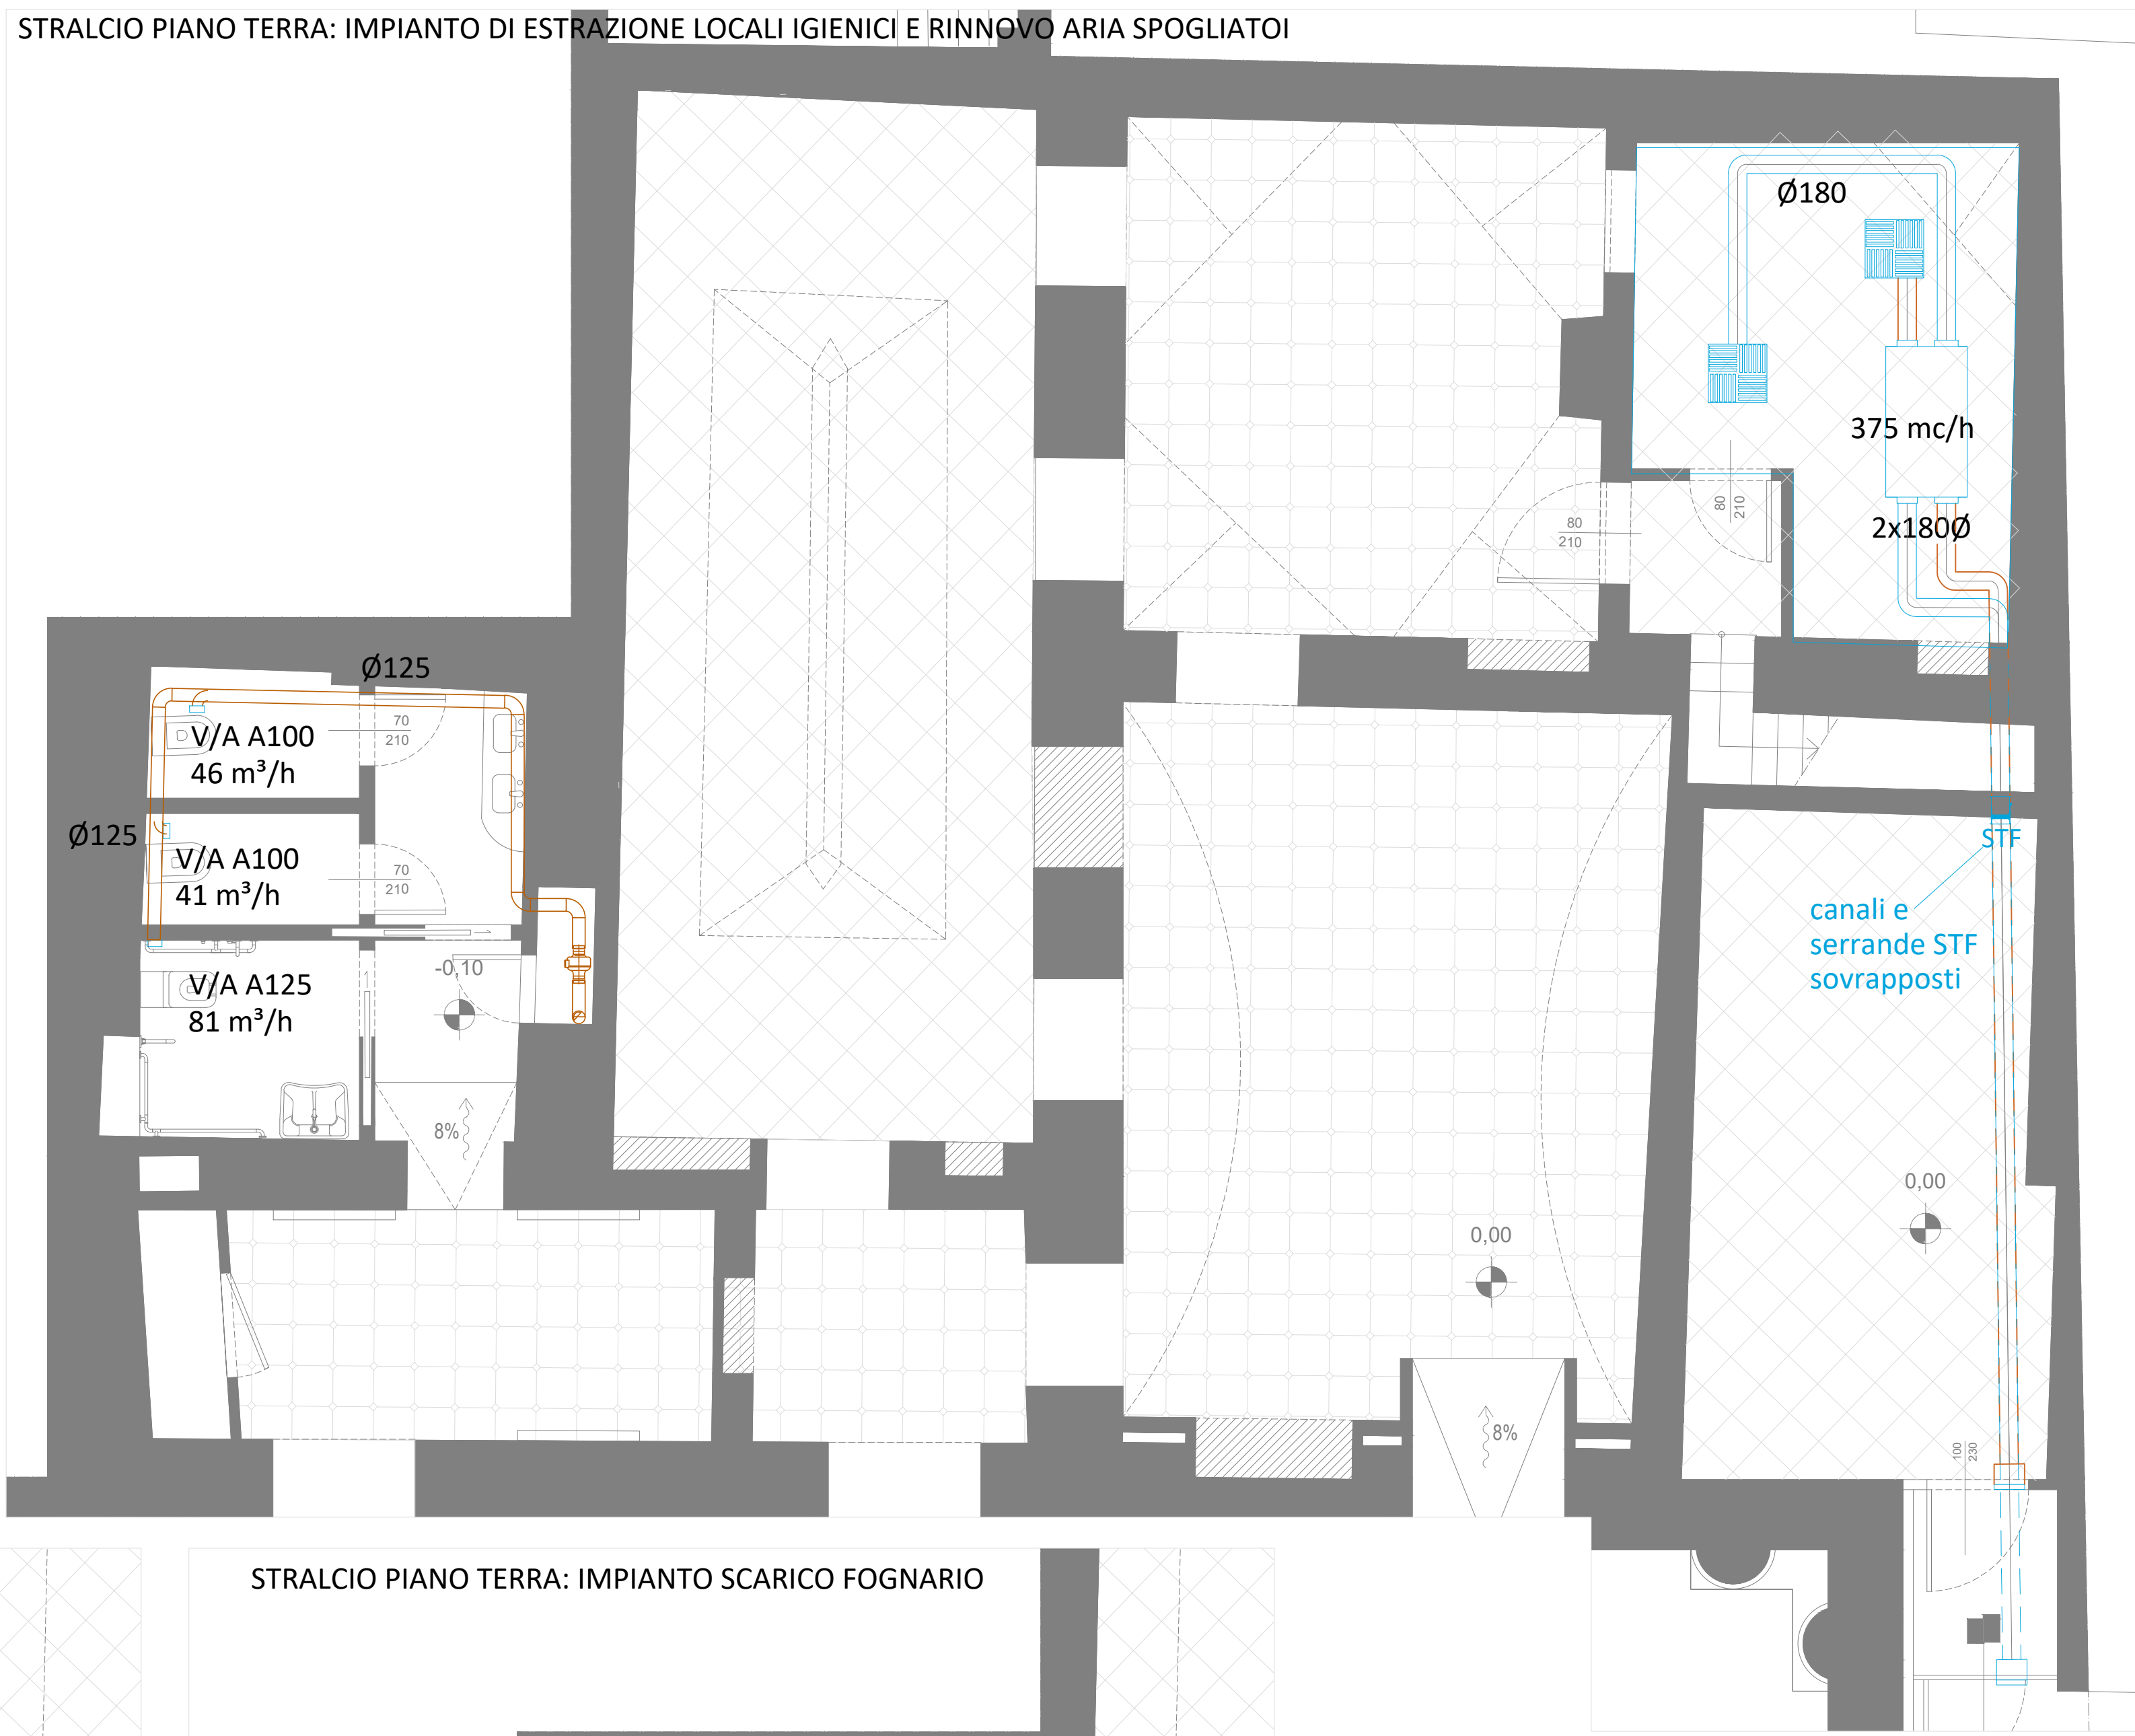 STRALCIO PIANO TERRA: IMPIANTO DI ESTRAZIONE LOCALI IGIENICI E RINNOVO ARIA SPOGLIATOI
Ø180
375 mc/h
2x180Ø
80
210
80
210
Ø125
70
210
V/A A100
46 m³/h
Ø125
V/A A100
41 m³/h
70
210
STF
canali e
serrande STF
sovrapposti
-0,10
V/A A125
81 m³/h
8%
0,00
0,00
8%
100
230
STRALCIO PIANO TERRA: IMPIANTO SCARICO FOGNARIO